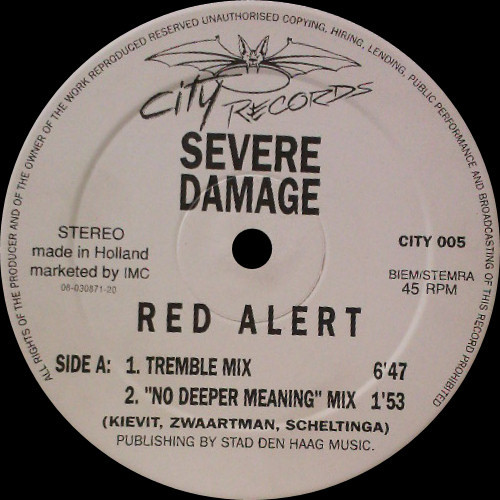 ALL RIGHTS OF THE PRODUCER AND OF THE OWNER OF THE WORK REPRODUCED RESERVED UNAUTHORISED COPYING, HIRING, LENDING, PUBLIC PERFORMANCE AND BROADCASTING OF THIS RECORD PROHIBITED
City RECORDS
SEVERE
DAMAGE
STEREO
made in Holland
marketed by IMC
06-030871-20
CITY 005
BIEM/STEMRA
45 RPM
RED ALERT
SIDE A: 1. TREMBLE MIX 6'47
2. "NO DEEPER MEANING" MIX 1'53
(KIEVIT, ZWAARTMAN, SCHELTINGA)
PUBLISHING BY STAD DEN HAAG MUSIC.